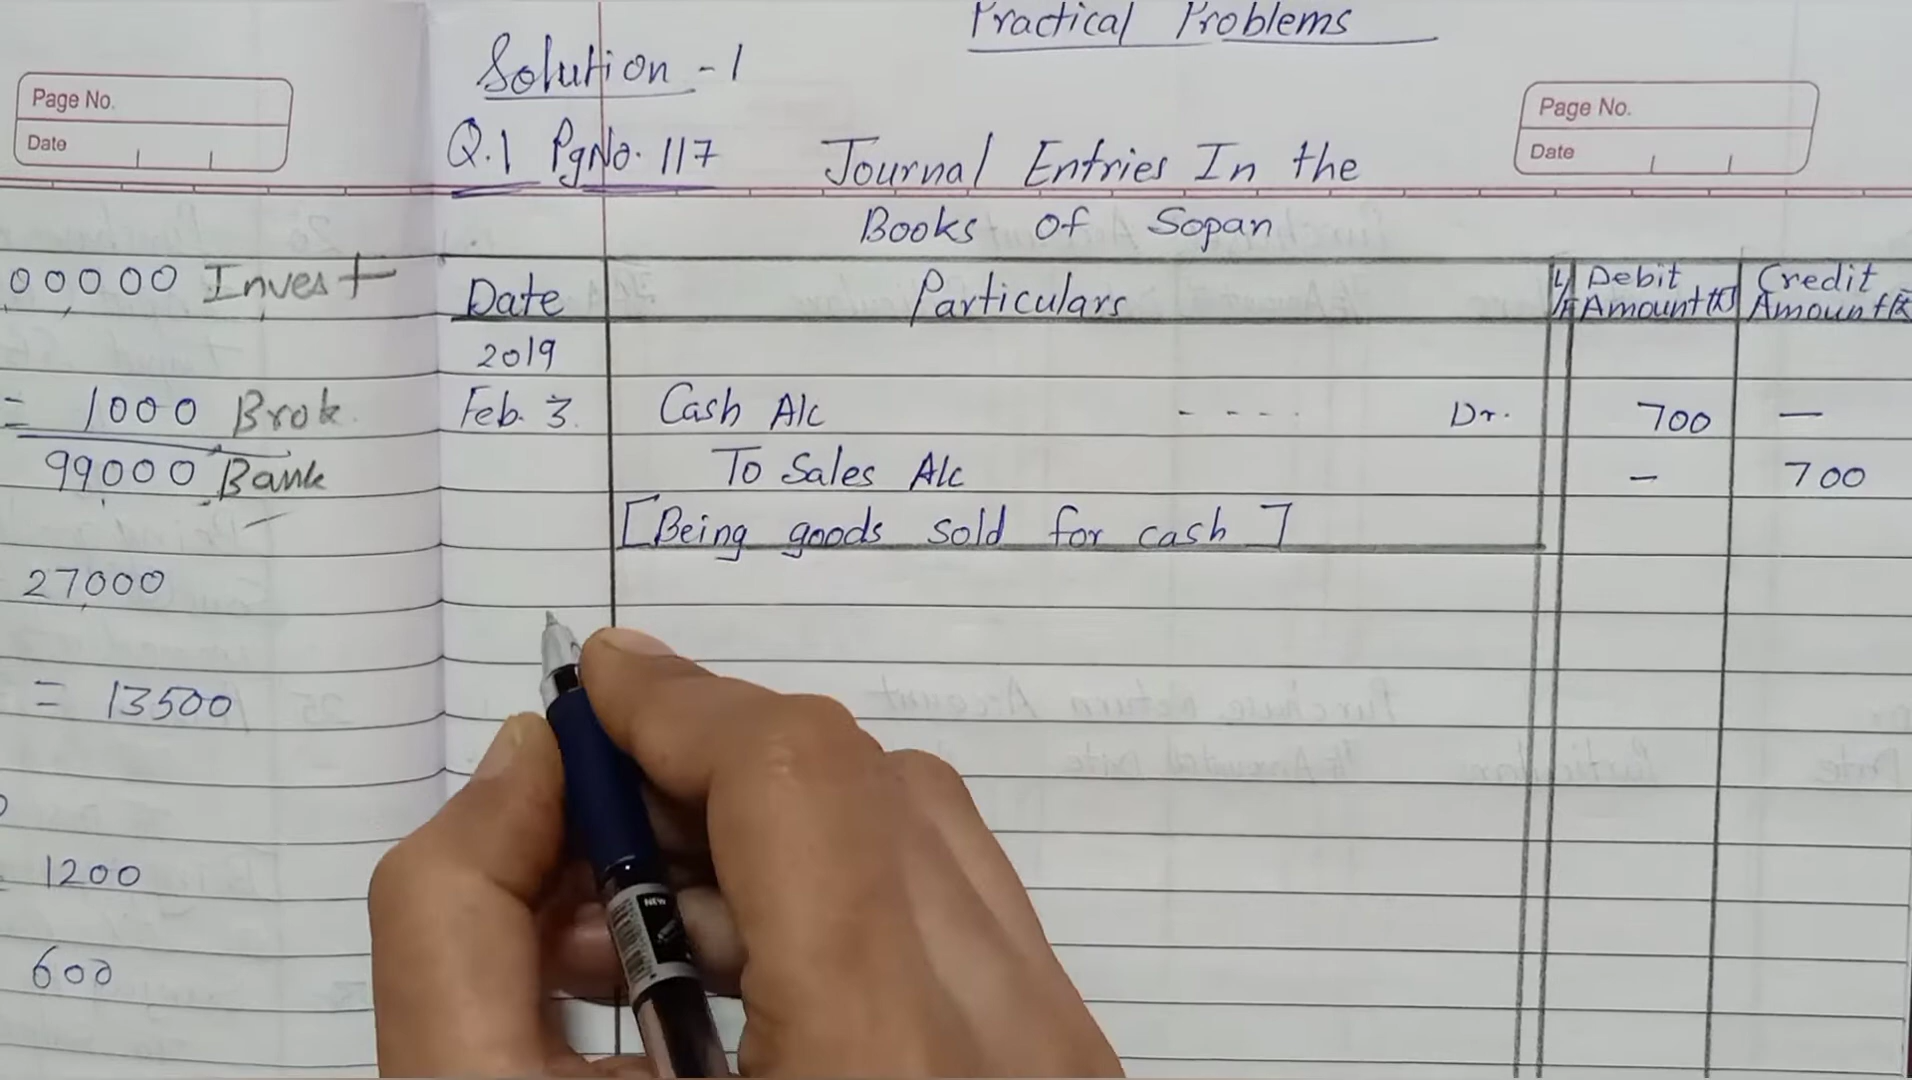 Practical Problems
Solution - 1
Page No.
Date
Page No.
Date
Q.1 PgNo. 117 Journal Entries In the
Books of Sopan
00000 Invest
= 1000 Brok.
99000 Bank
27000
= 13500
1200
600
Date Particulars L/F Debit Amount(₹) Credit Amount(₹
2019
Feb. 3. Cash A/c - - - - Dr. 700 —
To Sales A/c — 700
[Being goods sold for cash]
NEW